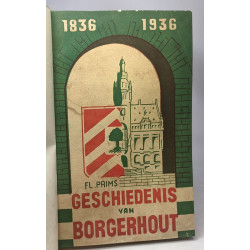 1836 1936
FL. PRIMS
GESCHIEDENIS
VAN
BORGERHOUT